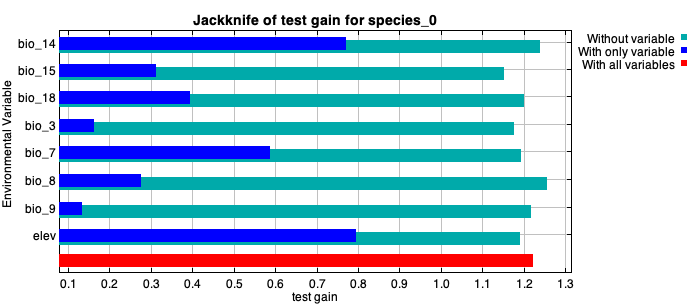 Jackknife of test gain for species_0
Without variable
With only variable
With all variables
Environmental Variable
bio_14
bio_15
bio_18
bio_3
bio_7
bio_8
bio_9
elev
0.1 0.2 0.3 0.4 0.5 0.6 0.7 0.8 0.9 1.0 1.1 1.2 1.3
test gain